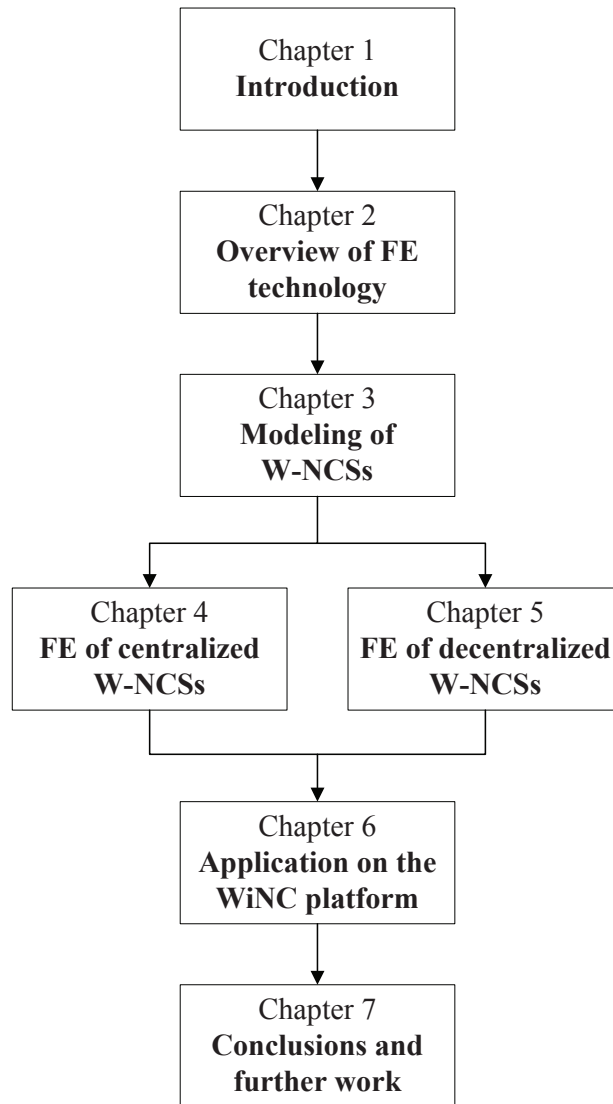 Chapter 1
Introduction
Chapter 2
Overview of FE
technology
Chapter 3
Modeling of
W-NCSs
Chapter 4
FE of centralized
W-NCSs
Chapter 5
FE of decentralized
W-NCSs
Chapter 6
Application on the
WiNC platform
Chapter 7
Conclusions and
further work